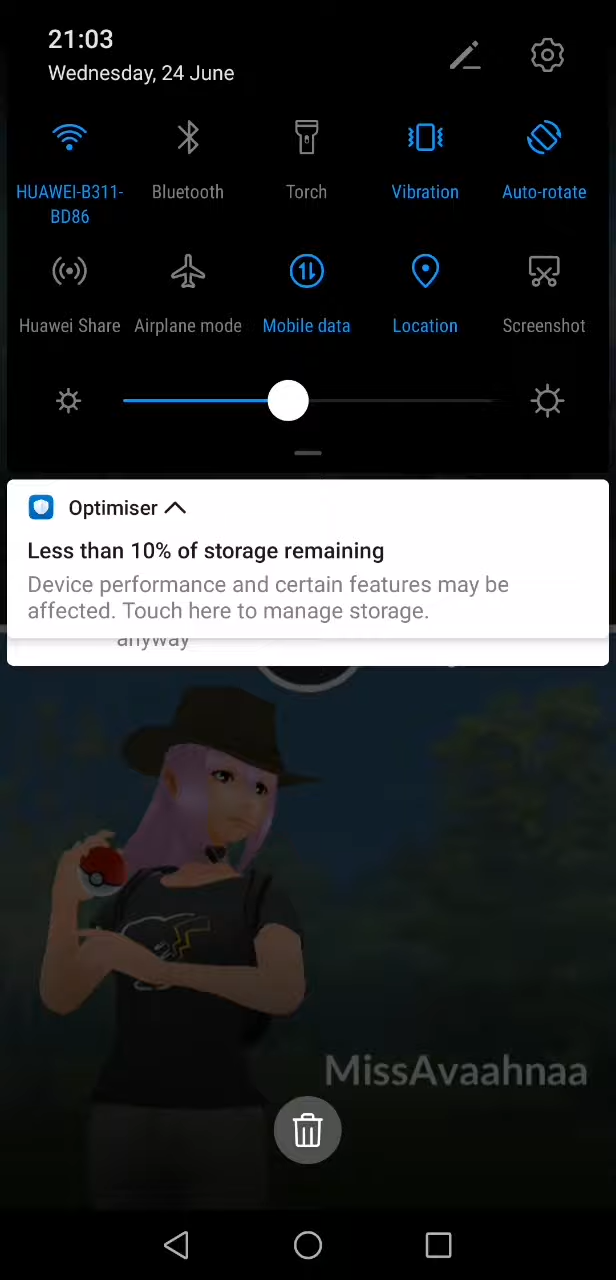 21:03
Wednesday, 24 June
HUAWEI-B311-
BD86
Bluetooth
Torch
Vibration
Auto-rotate
Huawei Share
Airplane mode
Mobile data
Location
Screenshot
Optimiser
Less than 10% of storage remaining
Device performance and certain features may be
affected. Touch here to manage storage.
anyway
MissAvaahnaa